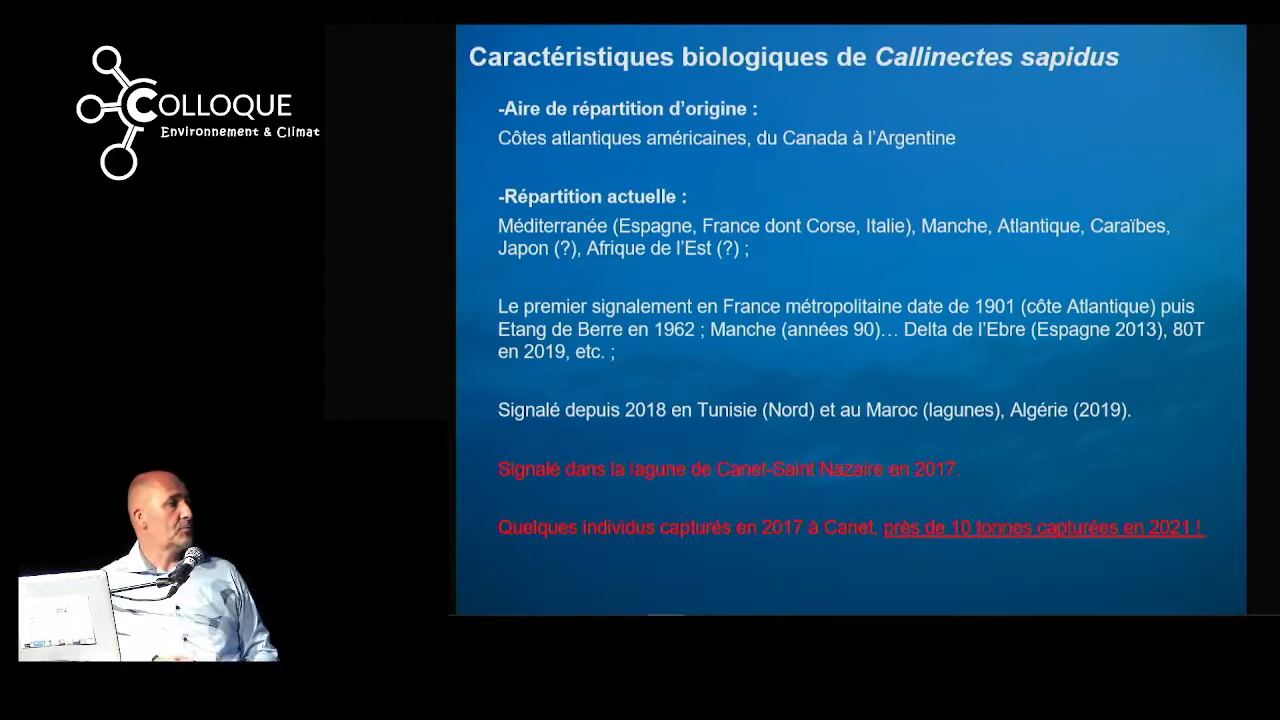 COLLOQUE
Environnement & Climat
Caractéristiques biologiques de Callinectes sapidus
-Aire de répartition d’origine :
Côtes atlantiques américaines, du Canada à l’Argentine
-Répartition actuelle :
Méditerranée (Espagne, France dont Corse, Italie), Manche, Atlantique, Caraïbes,
Japon (?), Afrique de l’Est (?) ;
Le premier signalement en France métropolitaine date de 1901 (côte Atlantique) puis
Etang de Berre en 1962 ; Manche (années 90)… Delta de l’Ebre (Espagne 2013), 80T
en 2019, etc. ;
Signalé depuis 2018 en Tunisie (Nord) et au Maroc (lagunes), Algérie (2019).
Signalé dans la lagune de Canet-Saint Nazaire en 2017.
Quelques individus capturés en 2017 à Canet, près de 10 tonnes capturées en 2021 !